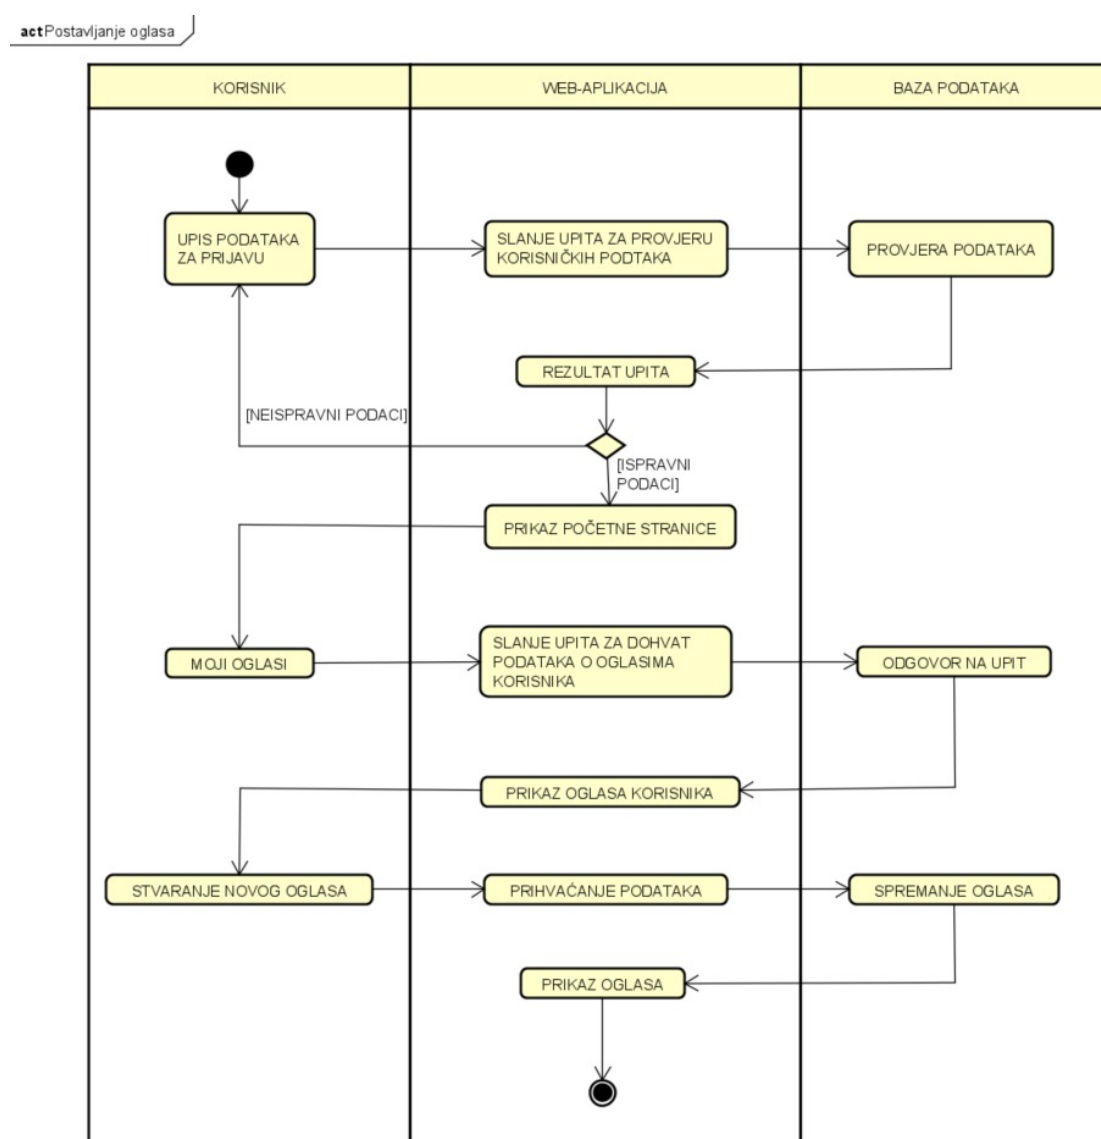 act Postavljanje oglasa
KORISNIK
WEB-APLIKACIJA
BAZA PODATAKA
UPIS PODATAKA
ZA PRIJAVU
SLANJE UPITA ZA PROVJERU
KORISNIČKIH PODTAKA
PROVJERA PODATAKA
REZULTAT UPITA
[NEISPRAVNI PODACI]
[ISPRAVNI
PODACI]
PRIKAZ POČETNE STRANICE
MOJI OGLASI
SLANJE UPITA ZA DOHVAT
PODATAKA O OGLASIMA
KORISNIKA
ODGOVOR NA UPIT
PRIKAZ OGLASA KORISNIKA
STVARANJE NOVOG OGLASA
PRIHVAĆANJE PODATAKA
SPREMANJE OGLASA
PRIKAZ OGLASA